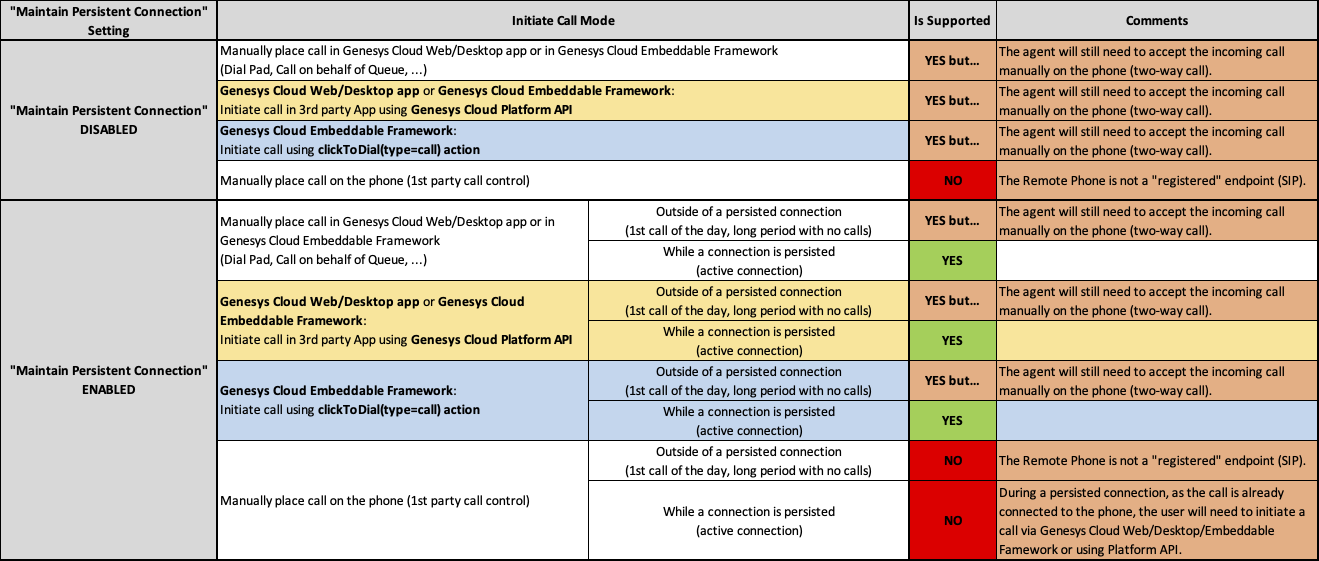 "Maintain Persistent Connection"
Setting
Initiate Call Mode
Is Supported
Comments
"Maintain Persistent Connection"
DISABLED
Manually place call in Genesys Cloud Web/Desktop app or in Genesys Cloud Embeddable Framework
(Dial Pad, Call on behalf of Queue, ...)
YES but...
The agent will still need to accept the incoming call
manually on the phone (two-way call).
Genesys Cloud Web/Desktop app or Genesys Cloud Embeddable Framework:
Initiate call in 3rd party App using Genesys Cloud Platform API
YES but...
The agent will still need to accept the incoming call
manually on the phone (two-way call).
Genesys Cloud Embeddable Framework:
Initiate call using clickToDial(type=call) action
YES but...
The agent will still need to accept the incoming call
manually on the phone (two-way call).
Manually place call on the phone (1st party call control)
NO
The Remote Phone is not a "registered" endpoint (SIP).
"Maintain Persistent Connection"
ENABLED
Manually place call in Genesys Cloud Web/Desktop app or in
Genesys Cloud Embeddable Framework
(Dial Pad, Call on behalf of Queue, ...)
Outside of a persisted connection
(1st call of the day, long period with no calls)
YES but...
The agent will still need to accept the incoming call
manually on the phone (two-way call).
While a connection is persisted
(active connection)
YES
Genesys Cloud Web/Desktop app or Genesys Cloud
Embeddable Framework:
Initiate call in 3rd party App using Genesys Cloud Platform API
Outside of a persisted connection
(1st call of the day, long period with no calls)
YES but...
The agent will still need to accept the incoming call
manually on the phone (two-way call).
While a connection is persisted
(active connection)
YES
Genesys Cloud Embeddable Framework:
Initiate call using clickToDial(type=call) action
Outside of a persisted connection
(1st call of the day, long period with no calls)
YES but...
The agent will still need to accept the incoming call
manually on the phone (two-way call).
While a connection is persisted
(active connection)
YES
Manually place call on the phone (1st party call control)
Outside of a persisted connection
(1st call of the day, long period with no calls)
NO
The Remote Phone is not a "registered" endpoint (SIP).
While a connection is persisted
(active connection)
NO
During a persisted connection, as the call is already
connected to the phone, the user will need to initiate a
call via Genesys Cloud Web/Desktop/Embeddable
Famework or using Platform API.